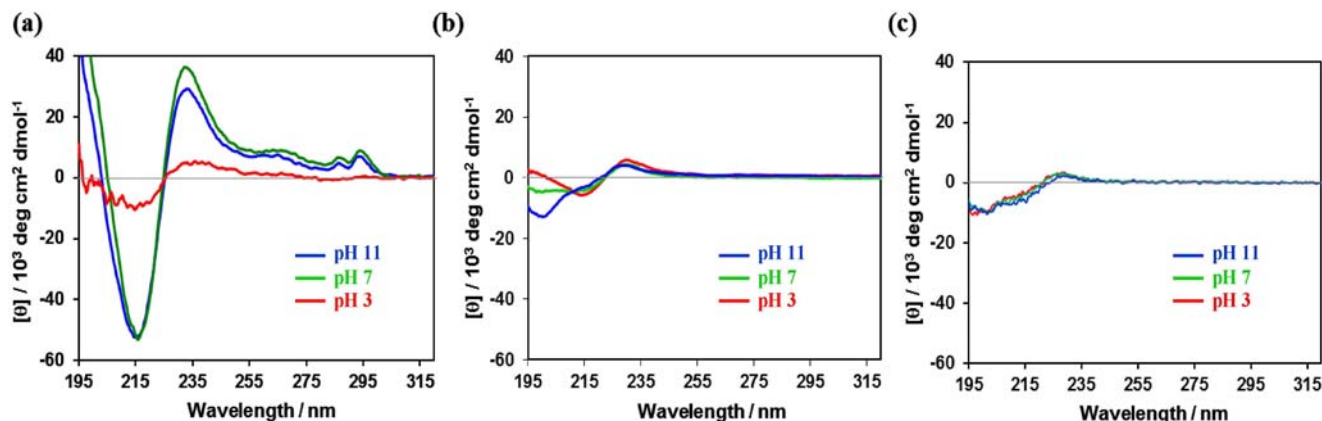 (a)
[θ] / 10³ deg cm² dmol⁻¹
40
20
0
-20
-40
-60
pH 11
pH 7
pH 3
195 215 235 255 275 295 315
Wavelength / nm
(b)
[θ] / 10³ deg cm² dmol⁻¹
40
20
0
-20
-40
-60
pH 11
pH 7
pH 3
195 215 235 255 275 295 315
Wavelength / nm
(c)
[θ] / 10³ deg cm² dmol⁻¹
40
20
0
-20
-40
-60
pH 11
pH 7
pH 3
195 215 235 255 275 295 315
Wavelength / nm